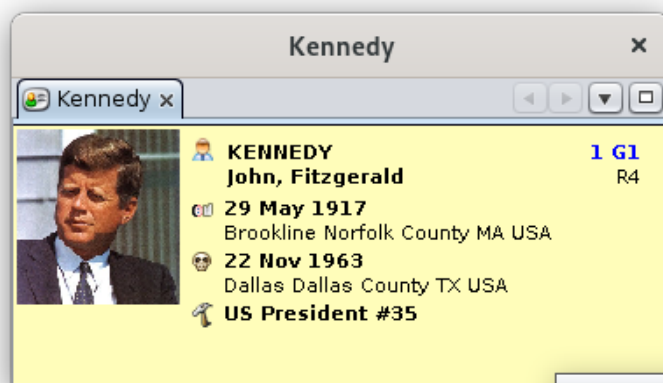 Kennedy
Kennedy
KENNEDY 1 G1
John, Fitzgerald R4
29 May 1917
Brookline Norfolk County MA USA
22 Nov 1963
Dallas Dallas County TX USA
US President #35